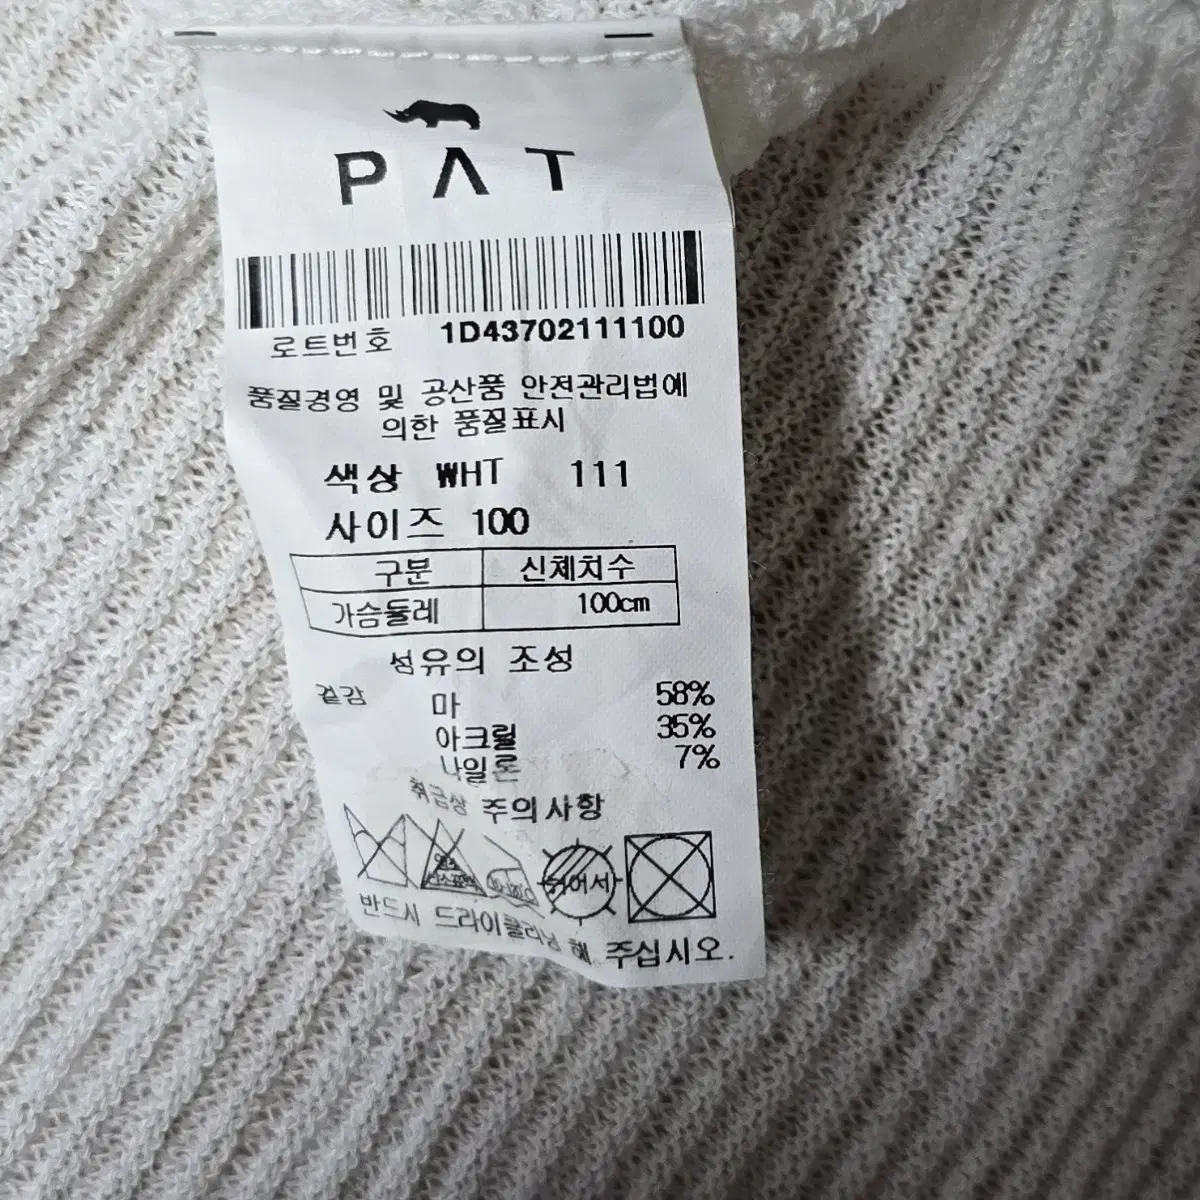 PAT
로트번호 1D43702111100
품질경영 및 공산품 안전관리법에
의한 품질표시
색상 WHT 111
사이즈 100
구분 신체치수
가슴둘레 100cm
섬유의 조성
겉감 마 58%
아크릴 35%
나일론 7%
취급상 주의사항
뉘어서
반드시 드라이클리닝 해 주십시오.